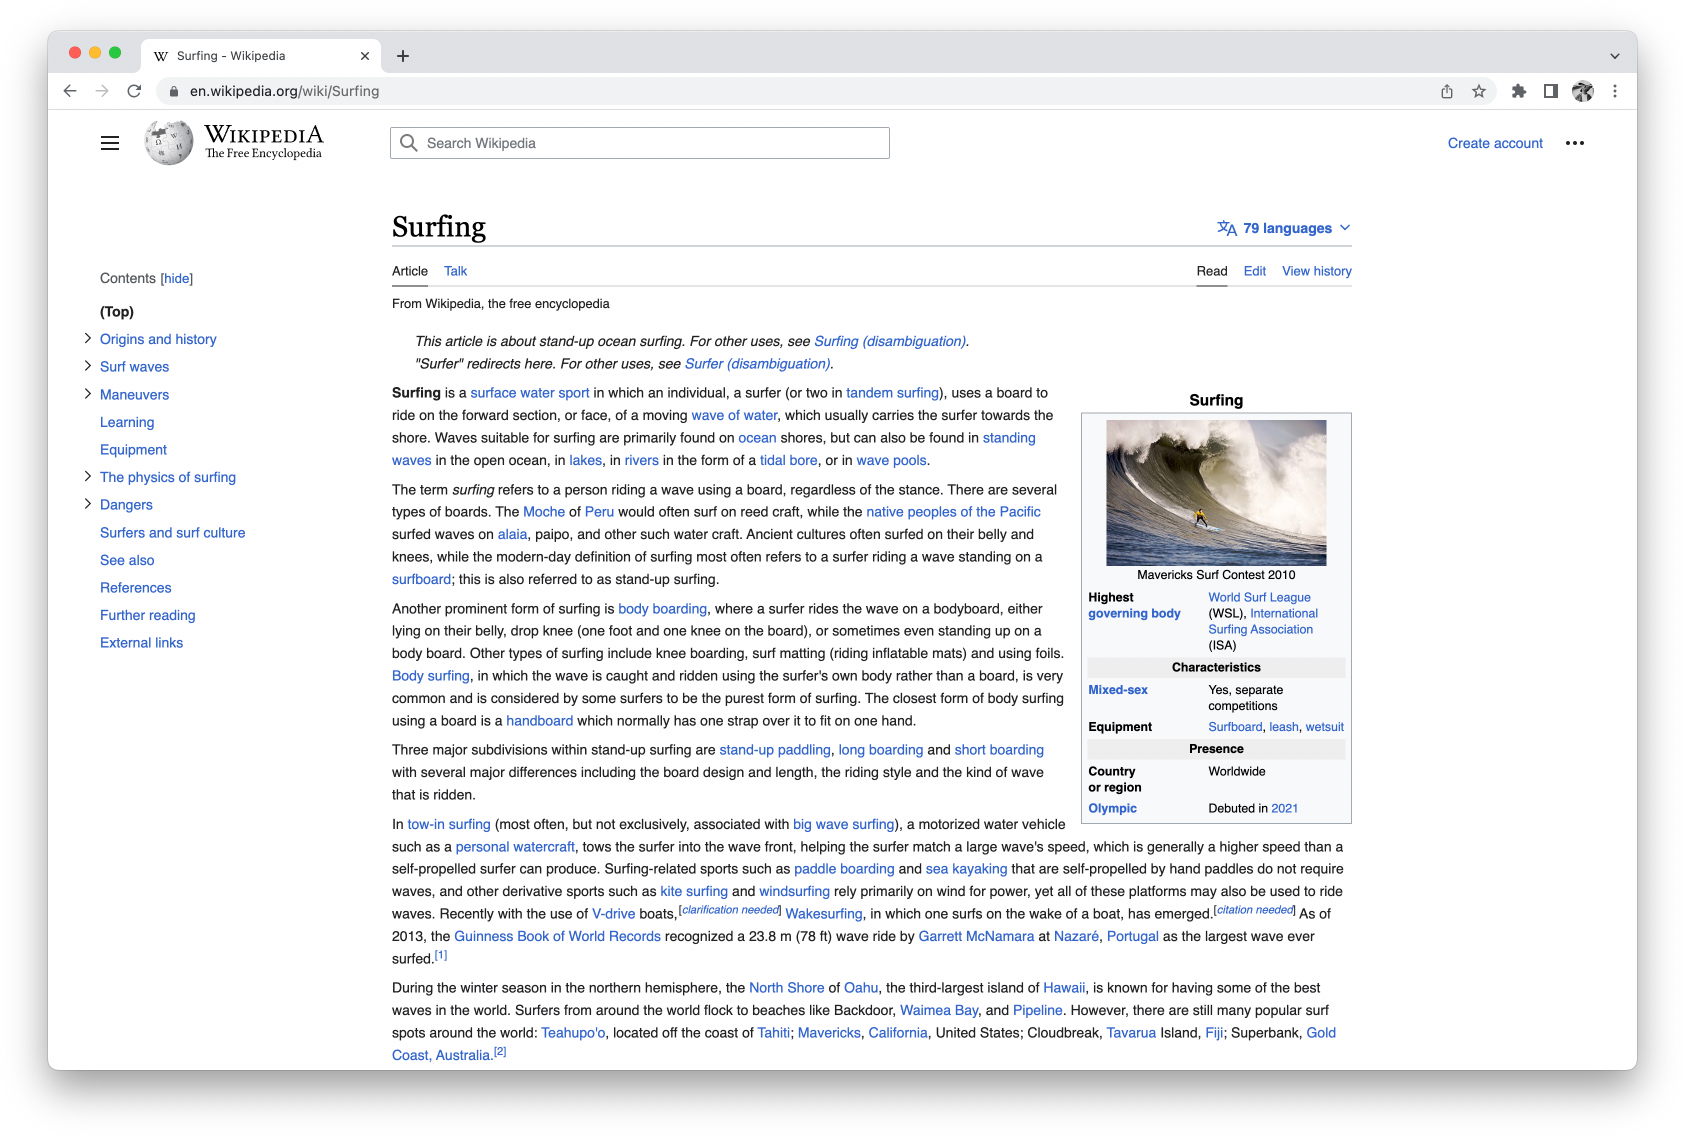 Surfing - Wikipedia
en.wikipedia.org/wiki/Surfing
WIKIPEDIA
The Free Encyclopedia
Search Wikipedia
Create account
Surfing
79 languages
Article Talk
Read Edit View history
From Wikipedia, the free encyclopedia
Contents [hide]
(Top)
Origins and history
Surf waves
Maneuvers
Learning
Equipment
The physics of surfing
Dangers
Surfers and surf culture
See also
References
Further reading
External links
This article is about stand-up ocean surfing. For other uses, see Surfing (disambiguation).
"Surfer" redirects here. For other uses, see Surfer (disambiguation).
Surfing is a surface water sport in which an individual, a surfer (or two in tandem surfing), uses a board to
ride on the forward section, or face, of a moving wave of water, which usually carries the surfer towards the
shore. Waves suitable for surfing are primarily found on ocean shores, but can also be found in standing
waves in the open ocean, in lakes, in rivers in the form of a tidal bore, or in wave pools.
The term surfing refers to a person riding a wave using a board, regardless of the stance. There are several
types of boards. The Moche of Peru would often surf on reed craft, while the native peoples of the Pacific
surfed waves on alaia, paipo, and other such water craft. Ancient cultures often surfed on their belly and
knees, while the modern-day definition of surfing most often refers to a surfer riding a wave standing on a
surfboard; this is also referred to as stand-up surfing.
Another prominent form of surfing is body boarding, where a surfer rides the wave on a bodyboard, either
lying on their belly, drop knee (one foot and one knee on the board), or sometimes even standing up on a
body board. Other types of surfing include knee boarding, surf matting (riding inflatable mats) and using foils.
Body surfing, in which the wave is caught and ridden using the surfer's own body rather than a board, is very
common and is considered by some surfers to be the purest form of surfing. The closest form of body surfing
using a board is a handboard which normally has one strap over it to fit on one hand.
Three major subdivisions within stand-up surfing are stand-up paddling, long boarding and short boarding
with several major differences including the board design and length, the riding style and the kind of wave
that is ridden.
Surfing
Mavericks Surf Contest 2010
Highest World Surf League
governing body (WSL), International
Surfing Association
(ISA)
Characteristics
Mixed-sex Yes, separate
competitions
Equipment Surfboard, leash, wetsuit
Presence
Country Worldwide
or region
Olympic Debuted in 2021
In tow-in surfing (most often, but not exclusively, associated with big wave surfing), a motorized water vehicle
such as a personal watercraft, tows the surfer into the wave front, helping the surfer match a large wave's speed, which is generally a higher speed than a
self-propelled surfer can produce. Surfing-related sports such as paddle boarding and sea kayaking that are self-propelled by hand paddles do not require
waves, and other derivative sports such as kite surfing and windsurfing rely primarily on wind for power, yet all of these platforms may also be used to ride
waves. Recently with the use of V-drive boats,[clarification needed] Wakesurfing, in which one surfs on the wake of a boat, has emerged.[citation needed] As of
2013, the Guinness Book of World Records recognized a 23.8 m (78 ft) wave ride by Garrett McNamara at Nazaré, Portugal as the largest wave ever
surfed.[1]
During the winter season in the northern hemisphere, the North Shore of Oahu, the third-largest island of Hawaii, is known for having some of the best
waves in the world. Surfers from around the world flock to beaches like Backdoor, Waimea Bay, and Pipeline. However, there are still many popular surf
spots around the world: Teahupo'o, located off the coast of Tahiti; Mavericks, California, United States; Cloudbreak, Tavarua Island, Fiji; Superbank, Gold
Coast, Australia.[2]